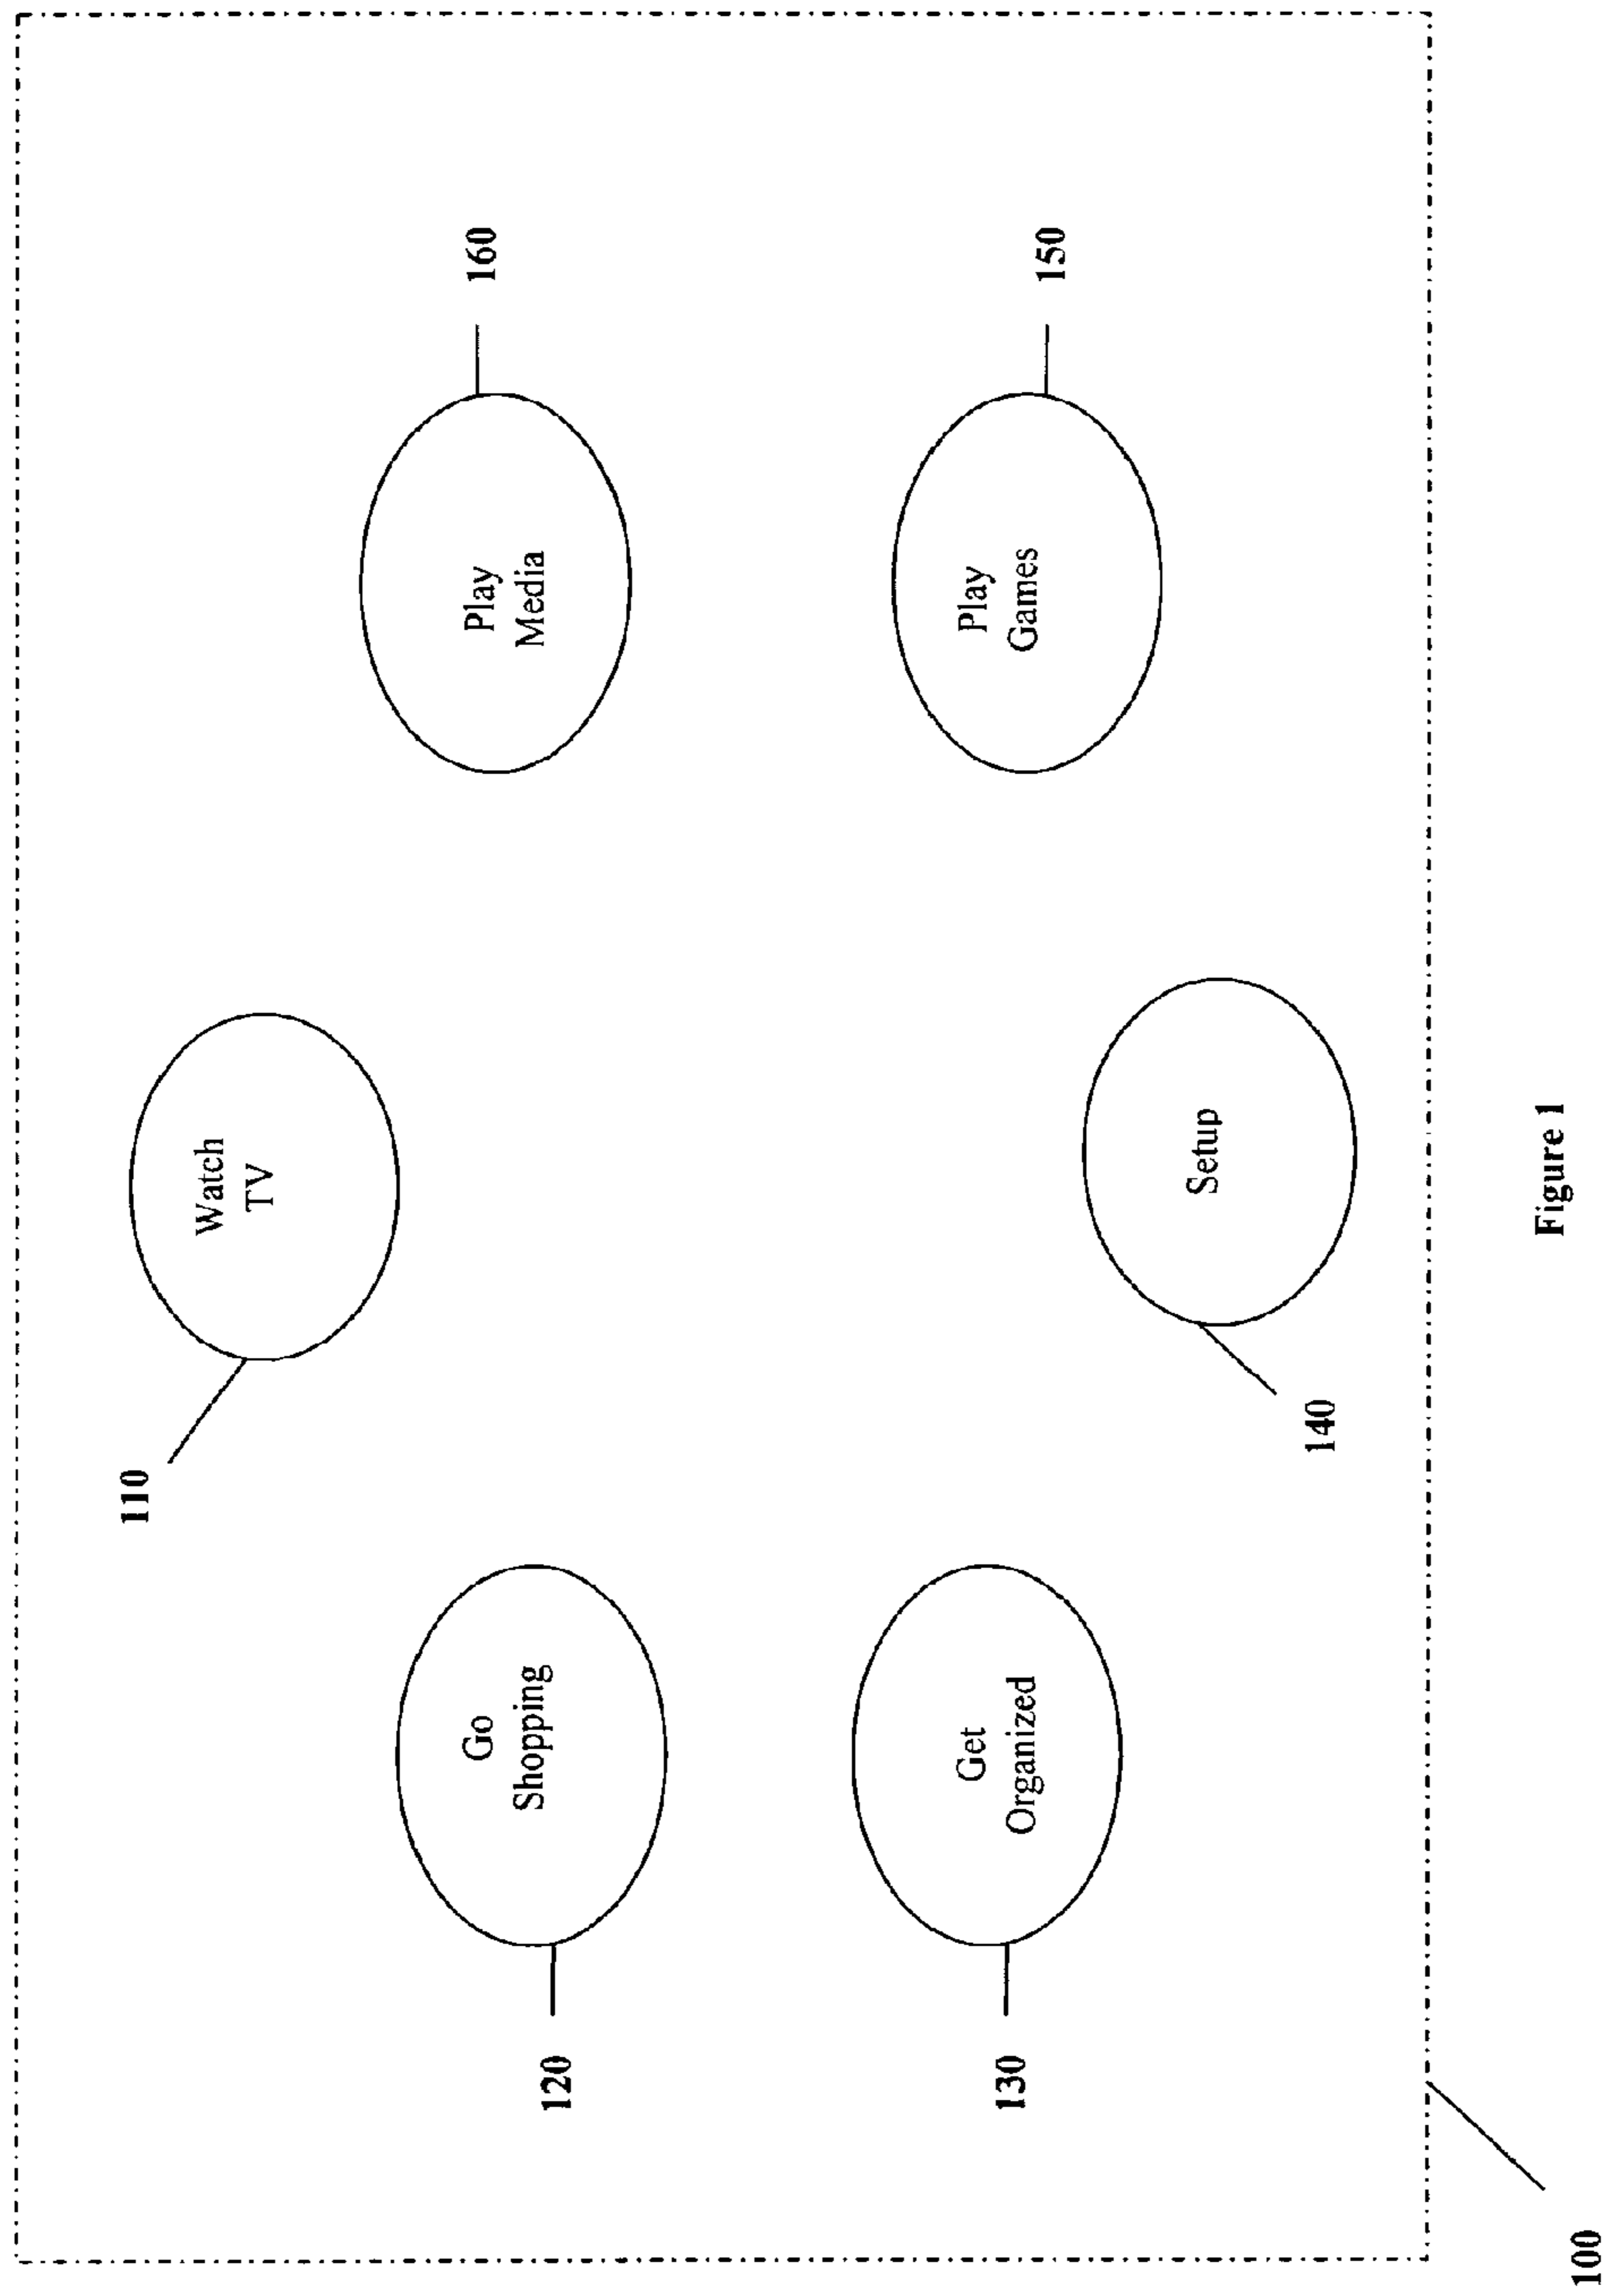 110
Watch
TV
120
Go
Shopping
Play
Media
160
130
Get
Organized
Play
Games
150
Setup
140
Figure 1
100